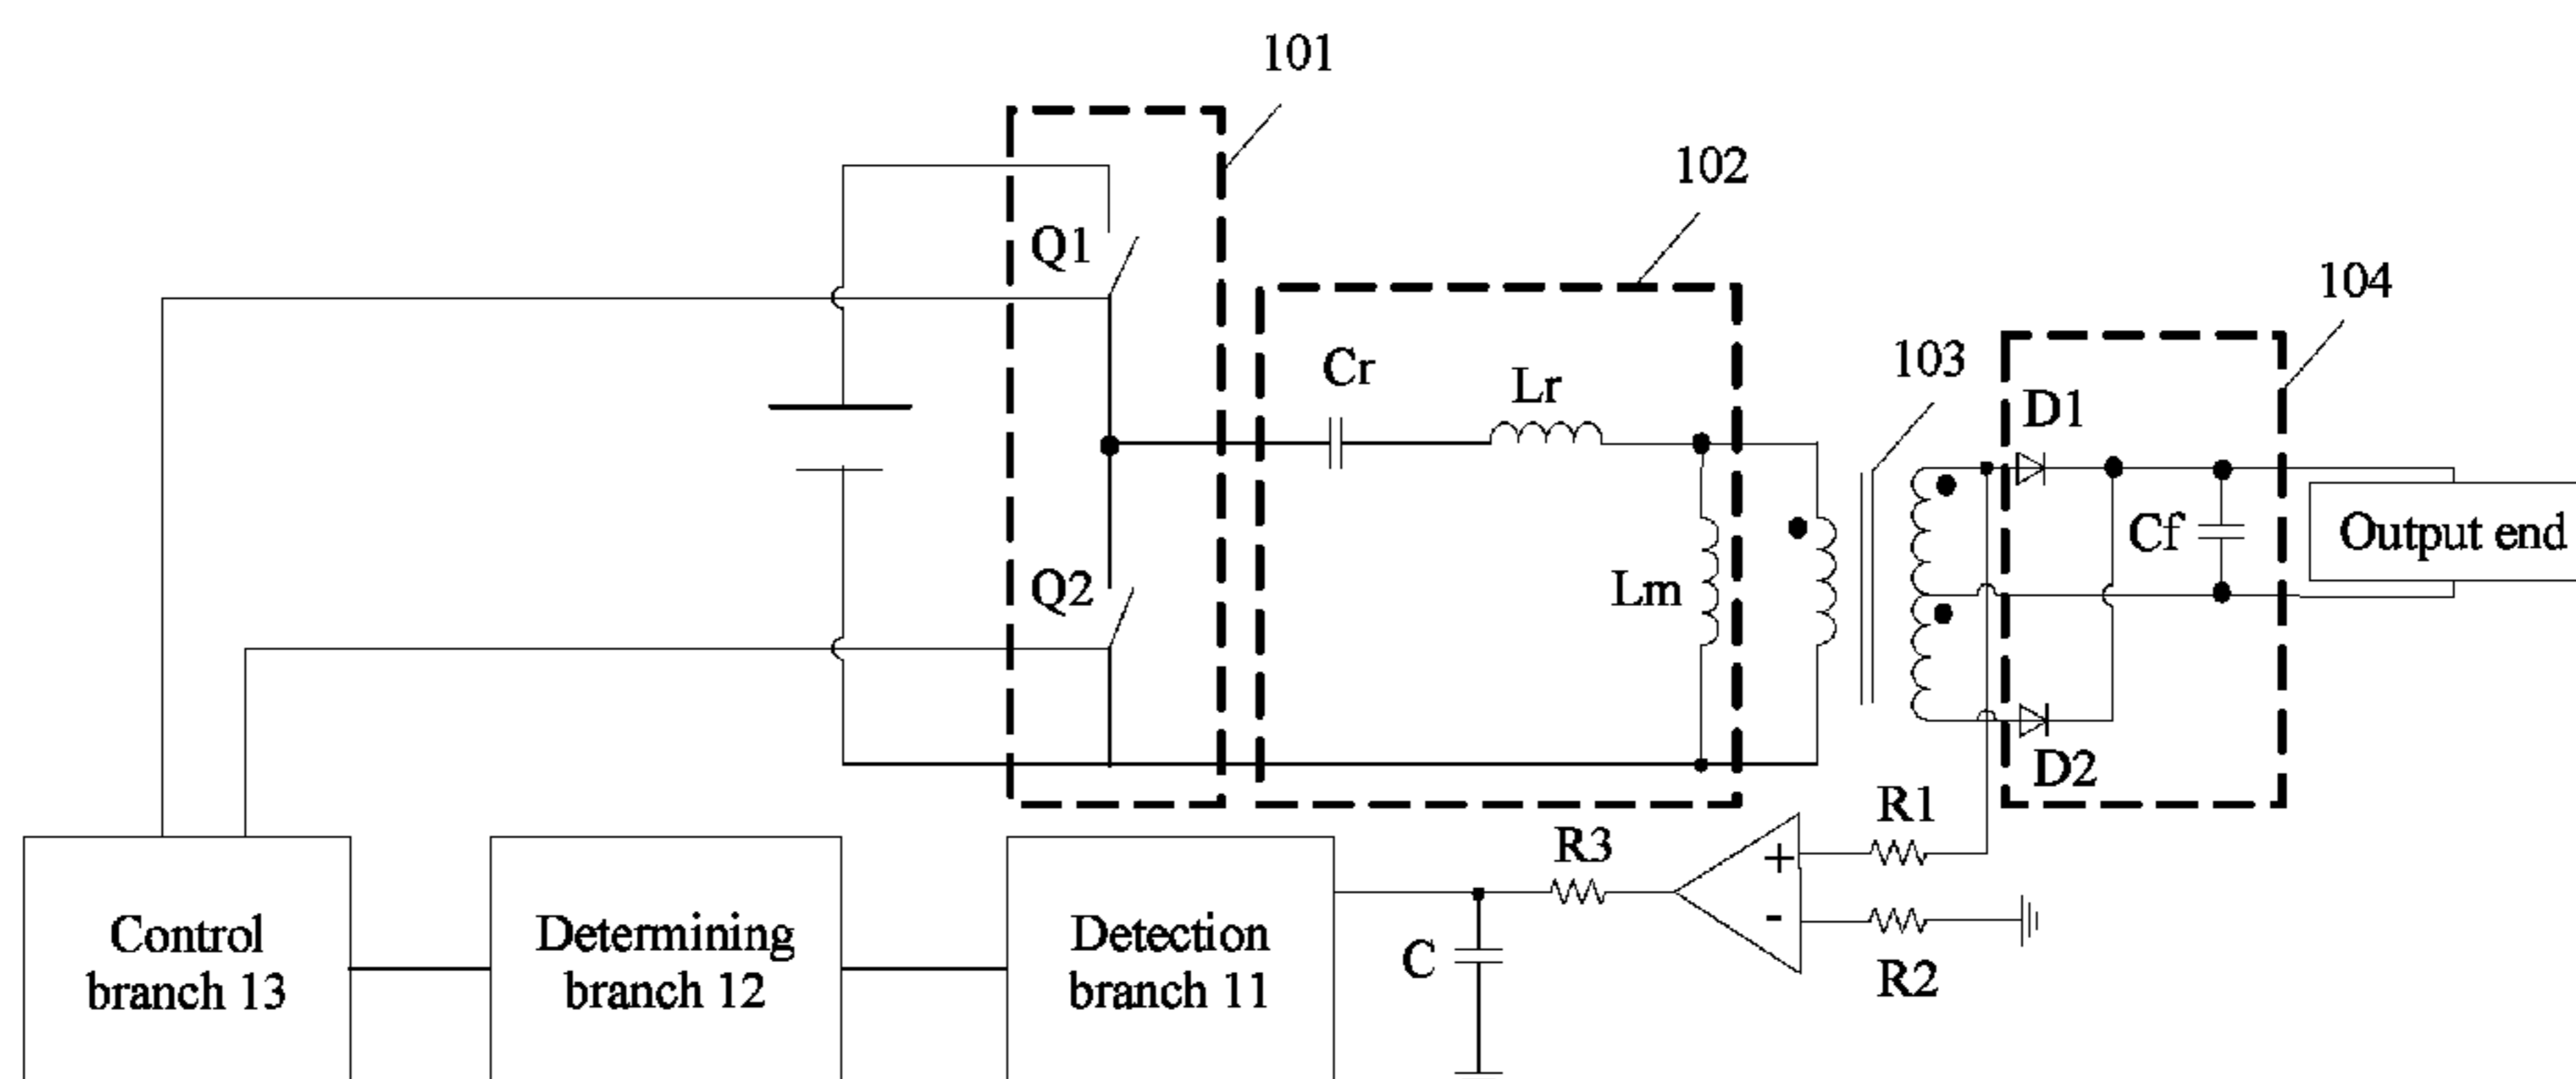 101
102
Q1
104
103
Cr
Lr
D1
Cf
Output end
Q2
Lm
D2
R1
R3
+
-
Control
branch 13
Determining
branch 12
Detection
branch 11
C
R2